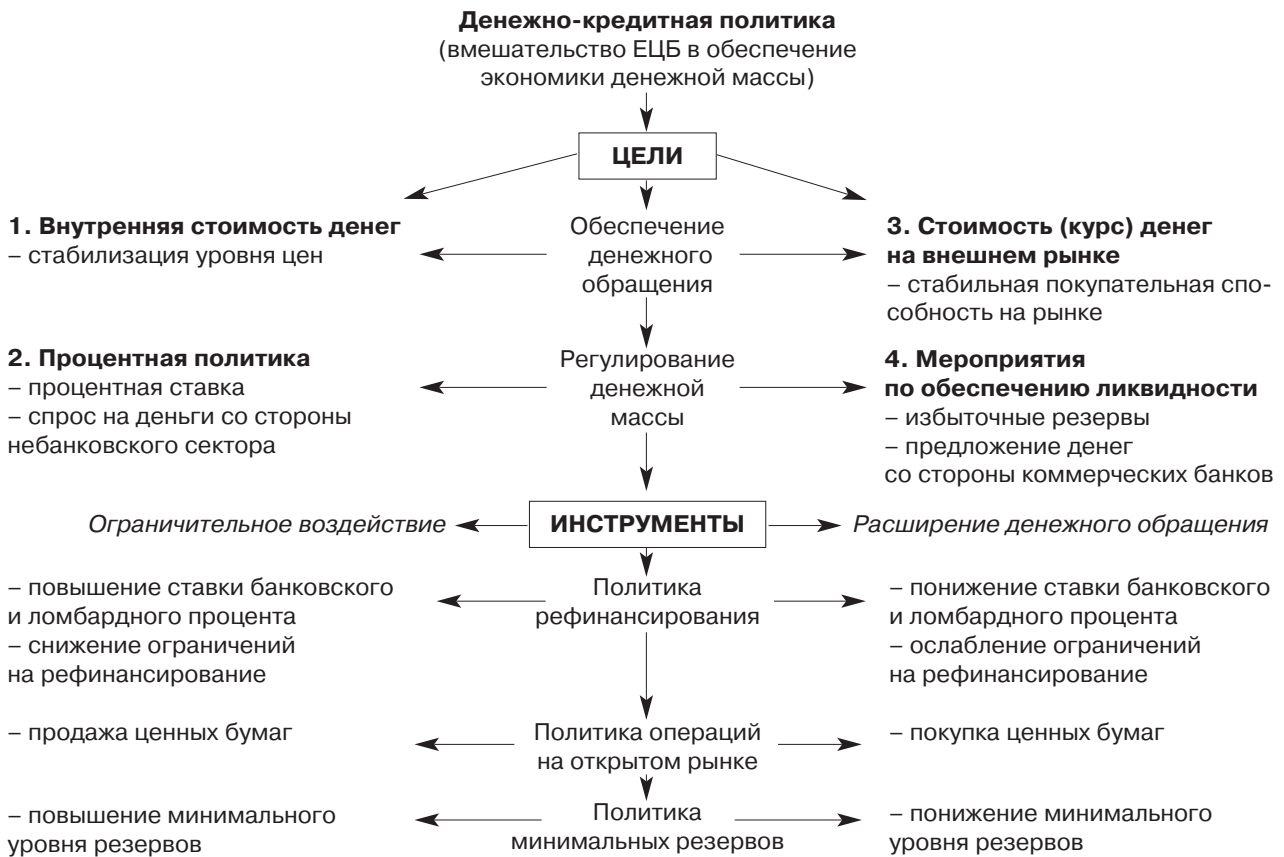 Денежно-кредитная политика
(вмешательство ЕЦБ в обеспечение
экономики денежной массы)
ЦЕЛИ
1. Внутренняя стоимость денег
– стабилизация уровня цен
Обеспечение
денежного
обращения
3. Стоимость (курс) денег
на внешнем рынке
– стабильная покупательная спо-
собность на рынке
2. Процентная политика
– процентная ставка
– спрос на деньги со стороны
небанковского сектора
Регулирование
денежной
массы
4. Мероприятия
по обеспечению ликвидности
– избыточные резервы
– предложение денег
со стороны коммерческих банков
Ограничительное воздействие
ИНСТРУМЕНТЫ
Расширение денежного обращения
– повышение ставки банковского
и ломбардного процента
– снижение ограничений
на рефинансирование
Политика
рефинансирования
– понижение ставки банковского
и ломбардного процента
– ослабление ограничений
на рефинансирование
– продажа ценных бумаг
Политика операций
на открытом рынке
– покупка ценных бумаг
– повышение минимального
уровня резервов
Политика
минимальных резервов
– понижение минимального
уровня резервов